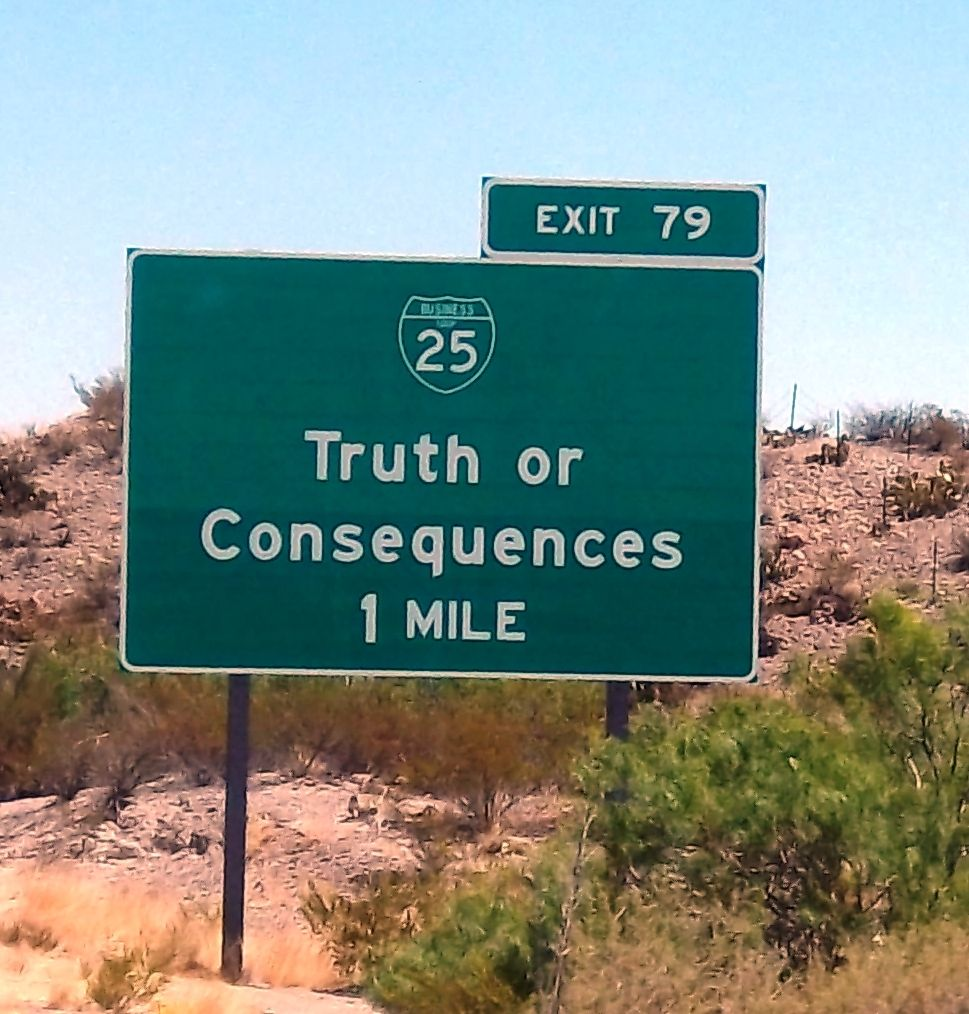 EXIT 79
BUSINESS
LOOP
25
Truth or
Consequences
1 MILE